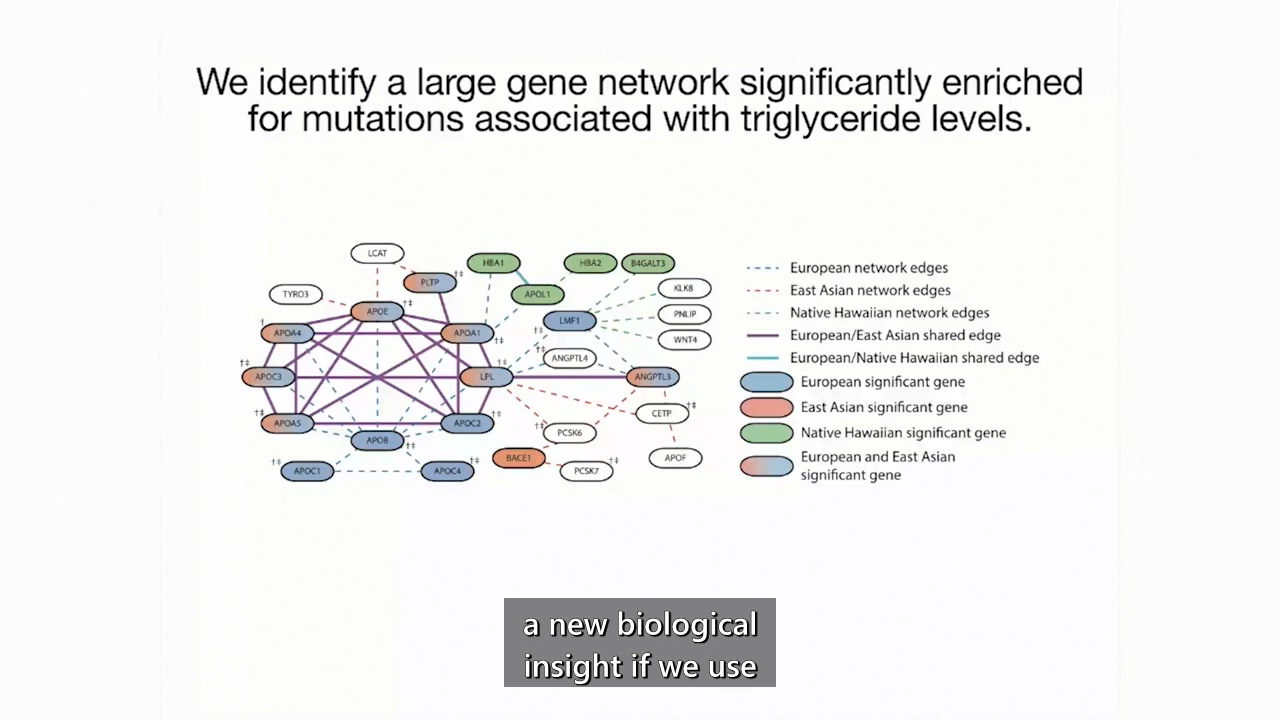 We identify a large gene network significantly enriched
for mutations associated with triglyceride levels.
LCAT
PLTP
††
HBA1
HBA2
B4GALT3
TYRO3
APOE
†‡
APOL1
KLK8
APOA4
†
APOA1
†‡
LMF1
†‡
PNLIP
WNT4
ANGPTL4
†‡
APOC3
†‡
LPL
†‡
ANGPTL3
††
APOA5
†‡
APOC2
†‡
CETP
†‡
APOB
†‡
PCSK6
†‡
APOC1
†‡
APOC4
†‡
BACE1
PCSK7
†‡
APOF
European network edges
East Asian network edges
Native Hawaiian network edges
European/East Asian shared edge
European/Native Hawaiian shared edge
European significant gene
East Asian significant gene
Native Hawaiian significant gene
European and East Asian
significant gene
a new biological
insight if we use